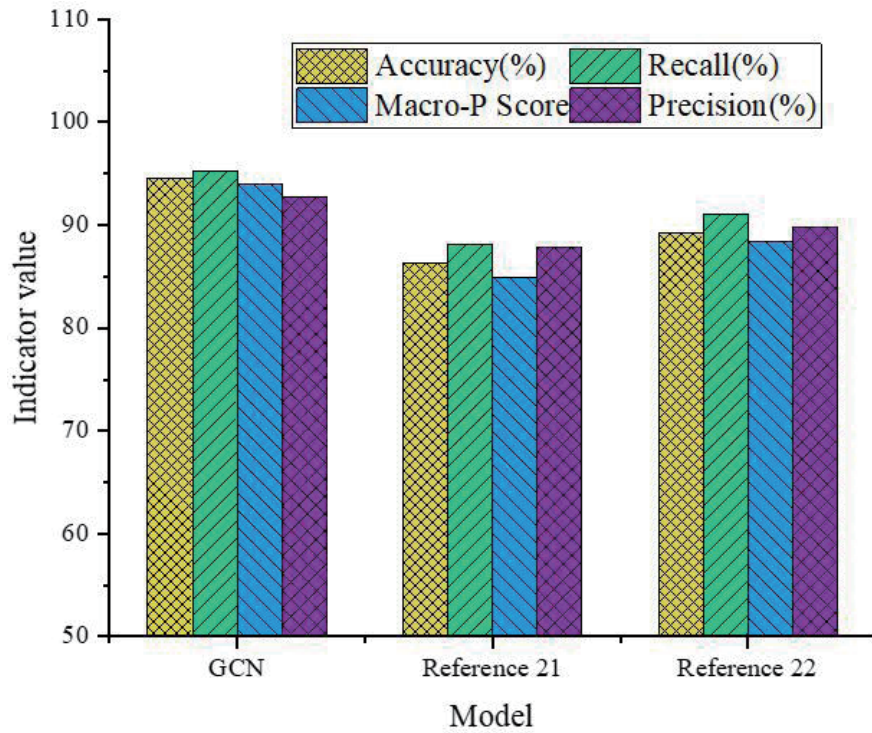 110
100
90
80
70
60
50
Indicator value
Accuracy(%) Recall(%)
Macro-P Score Precision(%)
GCN Reference 21 Reference 22
Model